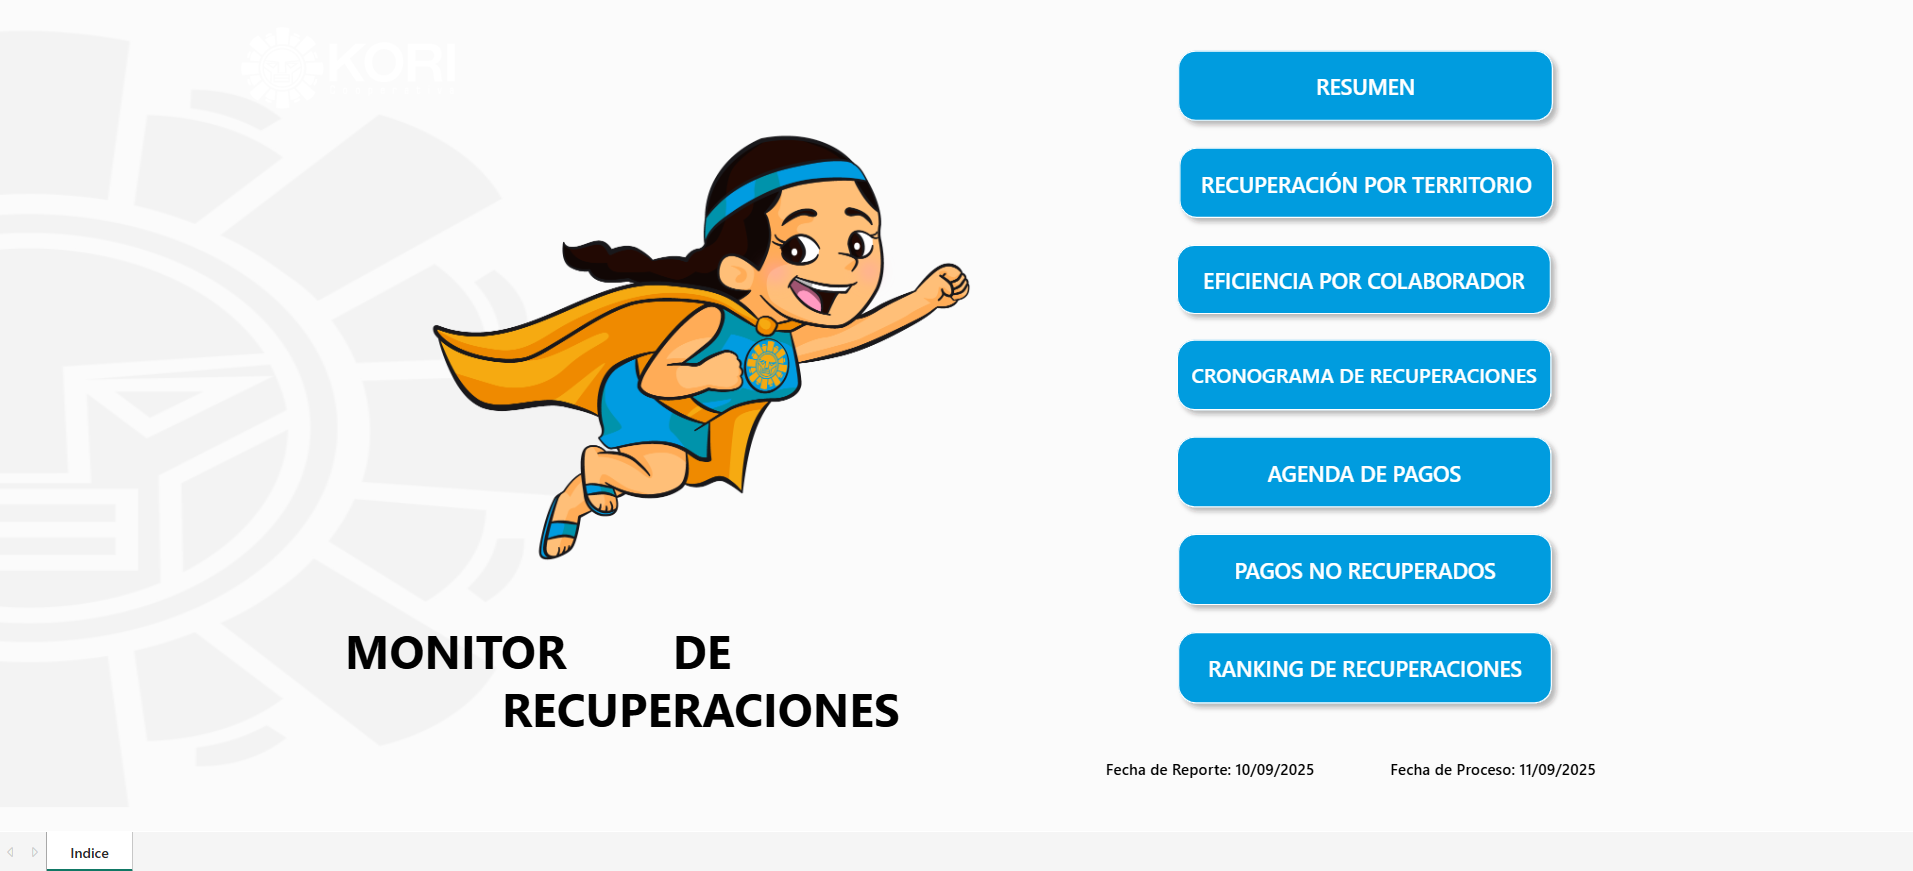 KORI
RESUMEN
RECUPERACIÓN POR TERRITORIO
EFICIENCIA POR COLABORADOR
CRONOGRAMA DE RECUPERACIONES
AGENDA DE PAGOS
PAGOS NO RECUPERADOS
RANKING DE RECUPERACIONES
MONITOR DE
RECUPERACIONES
Fecha de Reporte: 10/09/2025
Fecha de Proceso: 11/09/2025
Indice